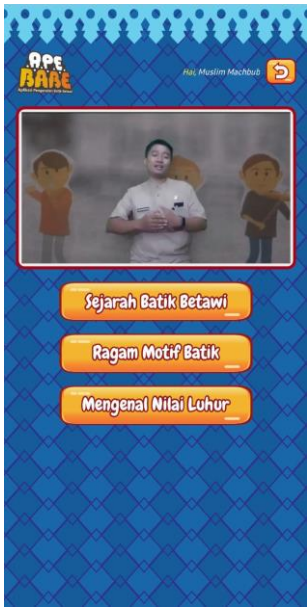 APE
BABE
Hai, Muslim Machbub
Sejarah Batik Betawi
Ragam Motif Batik
Mengenal Nilai Luhur